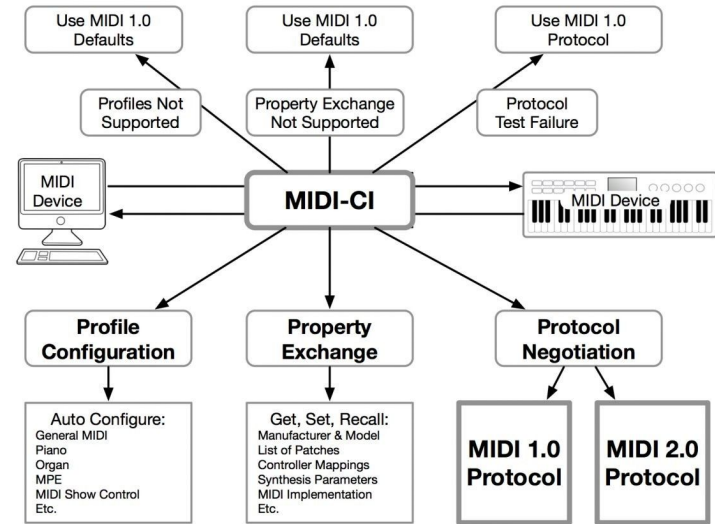 Use MIDI 1.0
Defaults
Use MIDI 1.0
Defaults
Use MIDI 1.0
Protocol
Profiles Not
Supported
Property Exchange
Not Supported
Protocol
Test Failure
MIDI
Device
MIDI-CI
MIDI Device
Profile
Configuration
Property
Exchange
Protocol
Negotiation
Auto Configure:
General MIDI
Piano
Organ
MPE
MIDI Show Control
Etc.
Get, Set, Recall:
Manufacturer & Model
List of Patches
Controller Mappings
Synthesis Parameters
MIDI Implementation
Etc.
MIDI 1.0
Protocol
MIDI 2.0
Protocol